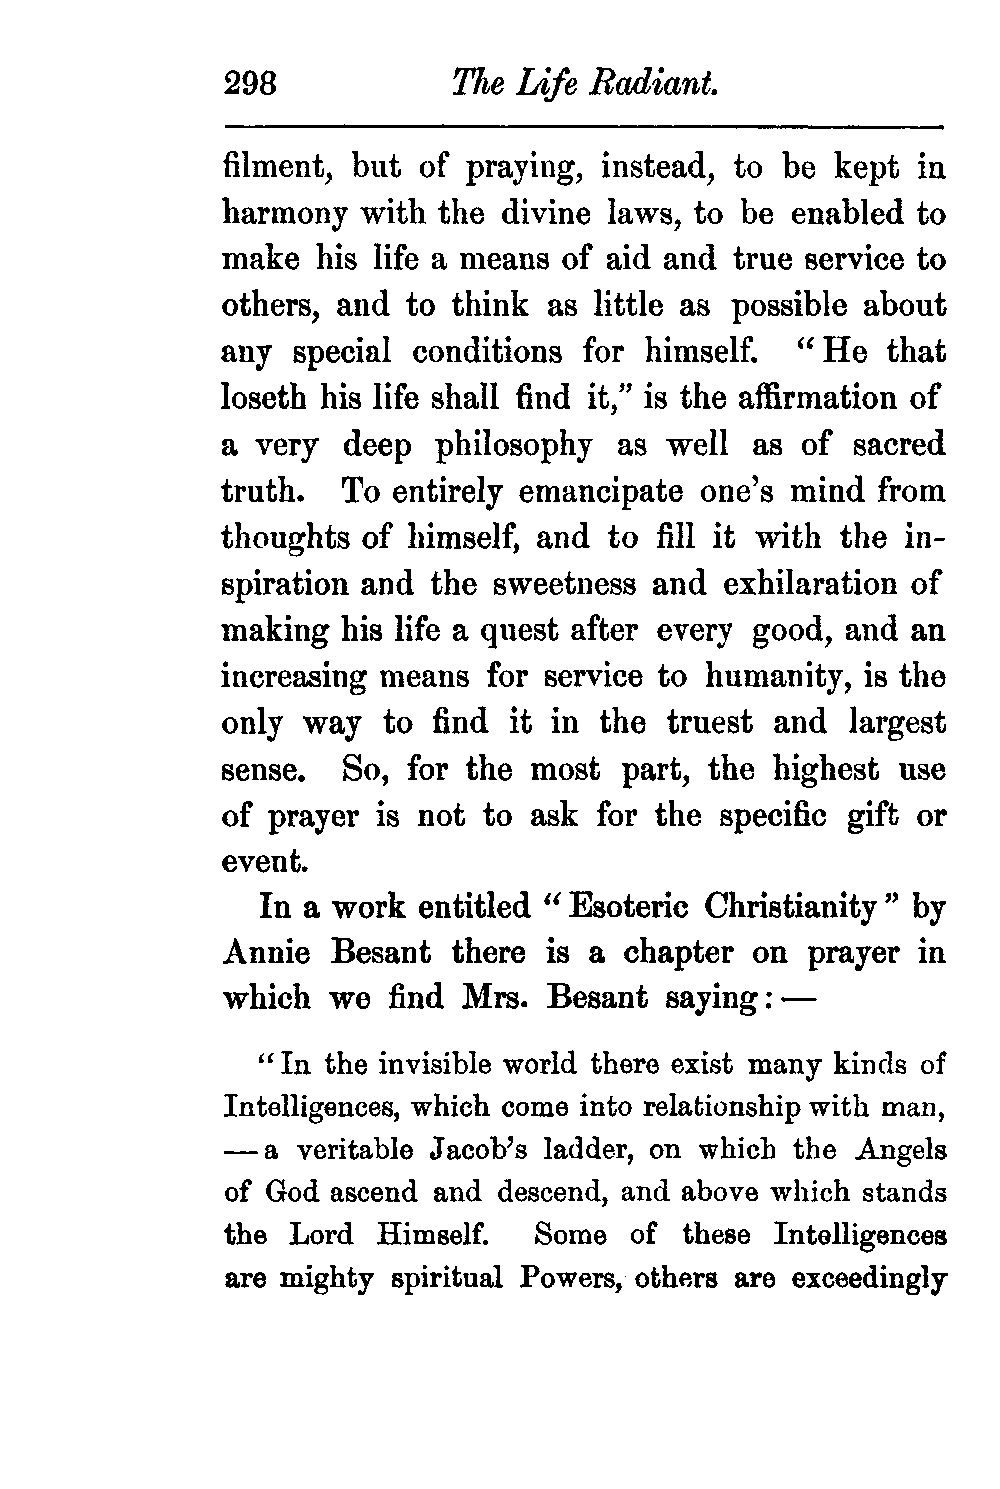 298 The Life Radiant.
filment, but of praying, instead, to be kept in
harmony with the divine laws, to be enabled to
make his life a means of aid and true service to
others, and to think as little as possible about
any special conditions for himself. “He that
loseth his life shall find it,” is the affirmation of
a very deep philosophy as well as of sacred
truth. To entirely emancipate one’s mind from
thoughts of himself, and to fill it with the in-
spiration and the sweetness and exhilaration of
making his life a quest after every good, and an
increasing means for service to humanity, is the
only way to find it in the truest and largest
sense. So, for the most part, the highest use
of prayer is not to ask for the specific gift or
event.
In a work entitled “Esoteric Christianity” by
Annie Besant there is a chapter on prayer in
which we find Mrs. Besant saying: —
“In the invisible world there exist many kinds of
Intelligences, which come into relationship with man,
— a veritable Jacob’s ladder, on which the Angels
of God ascend and descend, and above which stands
the Lord Himself. Some of these Intelligences
are mighty spiritual Powers, others are exceedingly